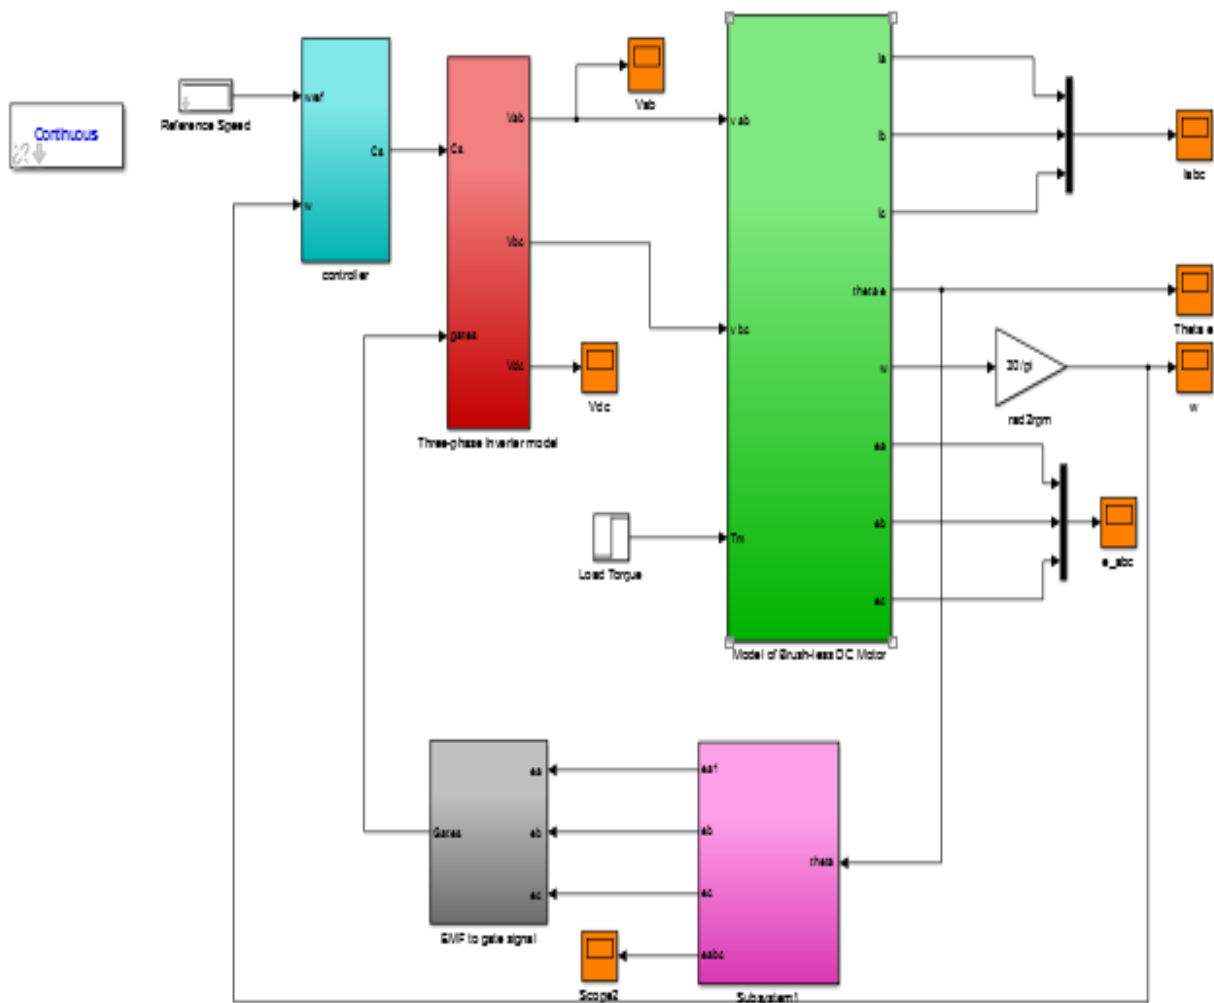 Continuous
Reference Speed
wref
w
Cs
controller
Cs
gates
Vab
Vbc
Vdc
Three-phase inverter model
Vab
Vdc
Load Torque
v ab
v bc
Tm
ia
ib
ic
theta e
w
ea
eb
ec
Model of Brush-less DC Motor
iabc
Theta e
30/pi
rad2rpm
w
e_abc
Gates
ea
eb
ec
EMF to gate signal
ea1
eb
ec
eabc
theta
Subsystem1
Scope2